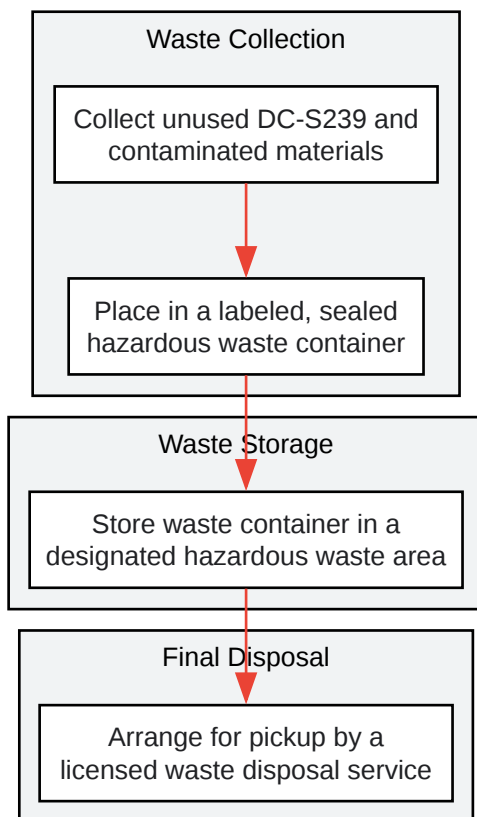 Waste Collection
Collect unused DC-S239 and
contaminated materials
Place in a labeled, sealed
hazardous waste container
Waste Storage
Store waste container in a
designated hazardous waste area
Final Disposal
Arrange for pickup by a
licensed waste disposal service